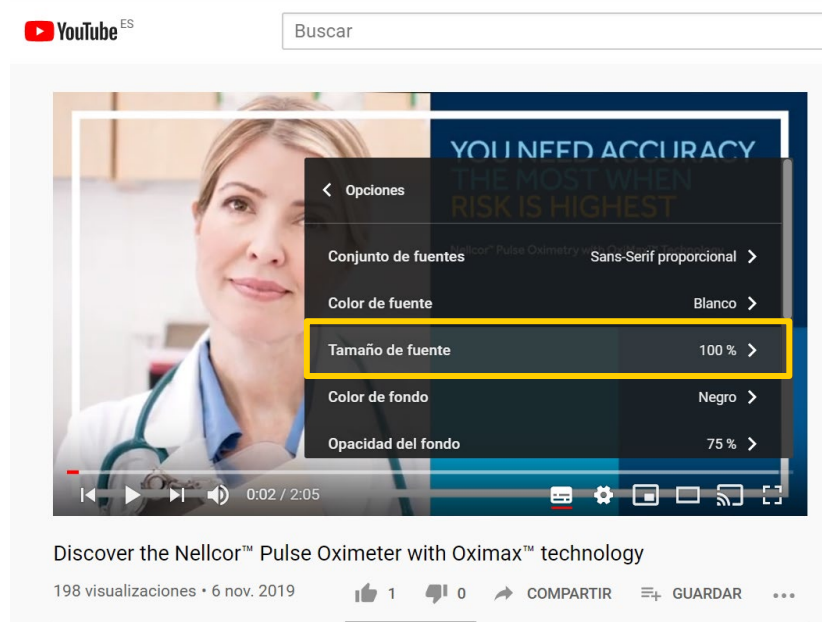 YouTube ES
Buscar
YOU NEED ACCURACY
THE MOST WHEN
RISK IS HIGHEST
Opciones
Conjunto de fuentes Sans-Serif proporcional
Color de fuente Blanco
Tamaño de fuente 100 %
Color de fondo Negro
Opacidad del fondo 75 %
0:02 / 2:05
Discover the Nellcor™ Pulse Oximeter with Oximax™ technology
198 visualizaciones • 6 nov. 2019 1 0 COMPARTIR GUARDAR